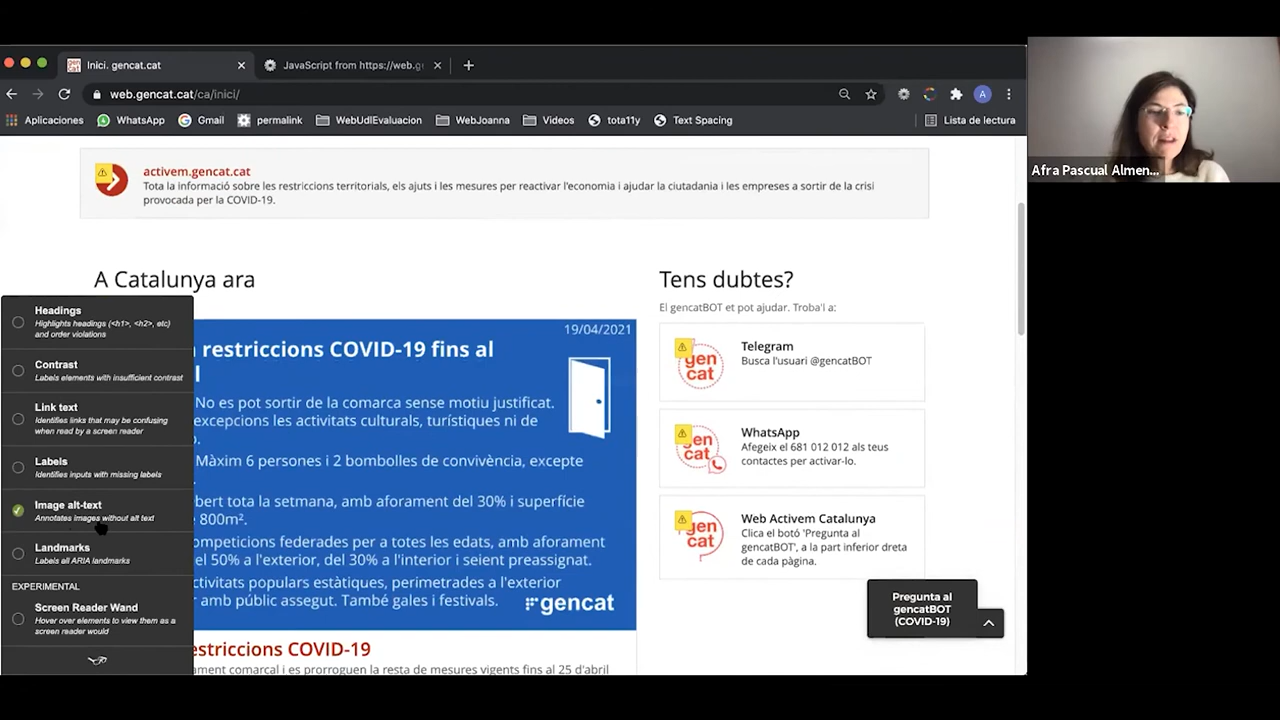 Inici. gencat.cat
JavaScript from https://web.g
web.gencat.cat/ca/inici/
A
Aplicaciones
WhatsApp
Gmail
permalink
WebUdlEvaluacion
WebJoanna
Videos
tota11y
Text Spacing
Lista de lectura
activem.gencat.cat
Tota la informació sobre les restriccions territorials, els ajuts i les mesures per reactivar l'economia i ajudar la ciutadania i les empreses a sortir de la crisi
provocada per la COVID-19.
A Catalunya ara
19/04/2021
restriccions COVID-19 fins al
l
No es pot sortir de la comarca sense motiu justificat.
excepcions les activitats culturals, turístiques ni de
Màxim 6 persones i 2 bombolles de convivència, excepte
bert tota la setmana, amb aforament del 30% i superfície
800m².
ompeticions federades per a totes les edats, amb aforament
el 50% a l'exterior, del 30% a l'interior i seient preassignat.
ctivitats populars estàtiques, perimetrades a l'exterior
amb públic assegut. També gales i festivals.
gencat
estriccions COVID-19
ament comarcal i es prorroguen la resta de mesures vigents fins al 25 d'abril
Tens dubtes?
El gencatBOT et pot ajudar. Troba'l a:
gen
cat
Telegram
Busca l'usuari @gencatBOT
gen
cat
WhatsApp
Afegeix el 681 012 012 als teus
contactes per activar-lo.
gen
cat
Web Activem Catalunya
Clica el botó 'Pregunta al
gencatBOT', a la part inferior dreta
de cada pàgina.
Pregunta al
gencatBOT
(COVID-19)
Headings
Highlights headings (<h1>, <h2>, etc)
and order violations
Contrast
Labels elements with insufficient contrast
Link text
Identifies links that may be confusing
when read by a screen reader
Labels
Identifies inputs with missing labels
Image alt-text
Annotates images without alt text
Landmarks
Labels all ARIA landmarks
EXPERIMENTAL
Screen Reader Wand
Hover over elements to view them as a
screen reader would
Afra Pascual Almen...